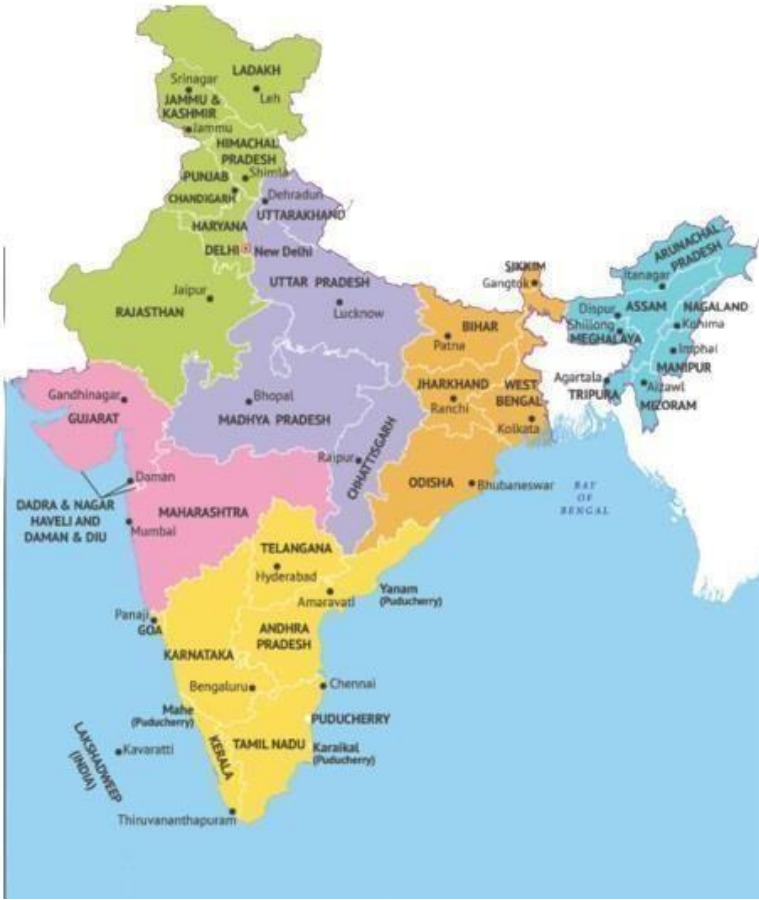 LADAKH
Srinagar
Leh
JAMMU &
KASHMIR
Jammu
HIMACHAL
PRADESH
Shimla
PUNJAB
CHANDIGARH
Dehradun
UTTARAKHAND
HARYANA
DELHI
New Delhi
UTTAR PRADESH
Lucknow
Jaipur
RAJASTHAN
SIKKIM
Gangtok
ARUNACHAL
PRADESH
Itanagar
ASSAM
Dispur
NAGALAND
Kohima
Shillong
MEGHALAYA
Imphal
MANIPUR
Agartala
TRIPURA
Aizawl
MIZORAM
BIHAR
Patna
JHARKHAND
Ranchi
WEST
BENGAL
Kolkata
Gandhinagar
GUJARAT
Bhopal
MADHYA PRADESH
Raipur
CHHATTISGARH
ODISHA
Bhubaneswar
BAY
OF
BENGAL
Daman
DADRA & NAGAR
HAVELI AND
DAMAN & DIU
MAHARASHTRA
Mumbai
TELANGANA
Hyderabad
Amaravati
Yanam
(Puducherry)
Panaji
GOA
KARNATAKA
ANDHRA
PRADESH
Bengaluru
Chennai
Mahe
(Puducherry)
PUDUCHERRY
TAMIL NADU
Karaikal
(Puducherry)
KERALA
LAKSHADWEEP
(INDIA)
Kavaratti
Thiruvananthapuram